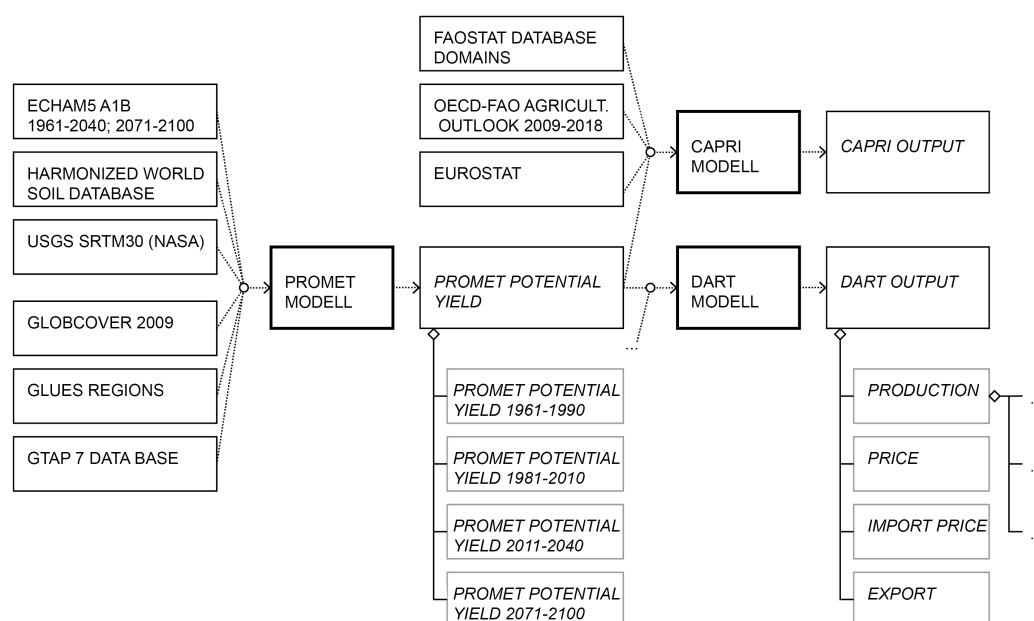 FAOSTAT DATABASE
DOMAINS
ECHAM5 A1B
1961-2040; 2071-2100
OECD-FAO AGRICULT.
OUTLOOK 2009-2018
CAPRI
MODELL
CAPRI OUTPUT
HARMONIZED WORLD
SOIL DATABASE
EUROSTAT
USGS SRTM30 (NASA)
PROMET
MODELL
PROMET POTENTIAL
YIELD
DART
MODELL
DART OUTPUT
GLOBCOVER 2009
...
GLUES REGIONS
PROMET POTENTIAL
YIELD 1961-1990
PRODUCTION
GTAP 7 DATA BASE
PROMET POTENTIAL
YIELD 1981-2010
PRICE
PROMET POTENTIAL
YIELD 2011-2040
IMPORT PRICE
PROMET POTENTIAL
YIELD 2071-2100
EXPORT